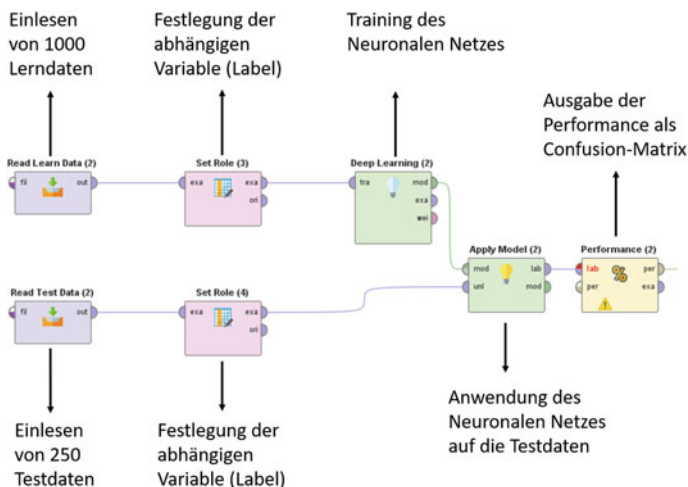 Einlesen
von 1000
Lerndaten
Festlegung der
abhängigen
Variable (Label)
Training des
Neuronalen Netzes
Ausgabe der
Performance als
Confusion-Matrix
Read Learn Data (2)
fil
out
Set Role (3)
exa
exa
ori
Deep Learning (2)
tra
mod
exa
wei
Apply Model (2)
mod
lab
unl
mod
Performance (2)
lab
per
per
exa
%
Read Test Data (2)
fil
out
Set Role (4)
exa
exa
ori
Einlesen
von 250
Testdaten
Festlegung der
abhängigen
Variable (Label)
Anwendung des
Neuronalen Netzes
auf die Testdaten